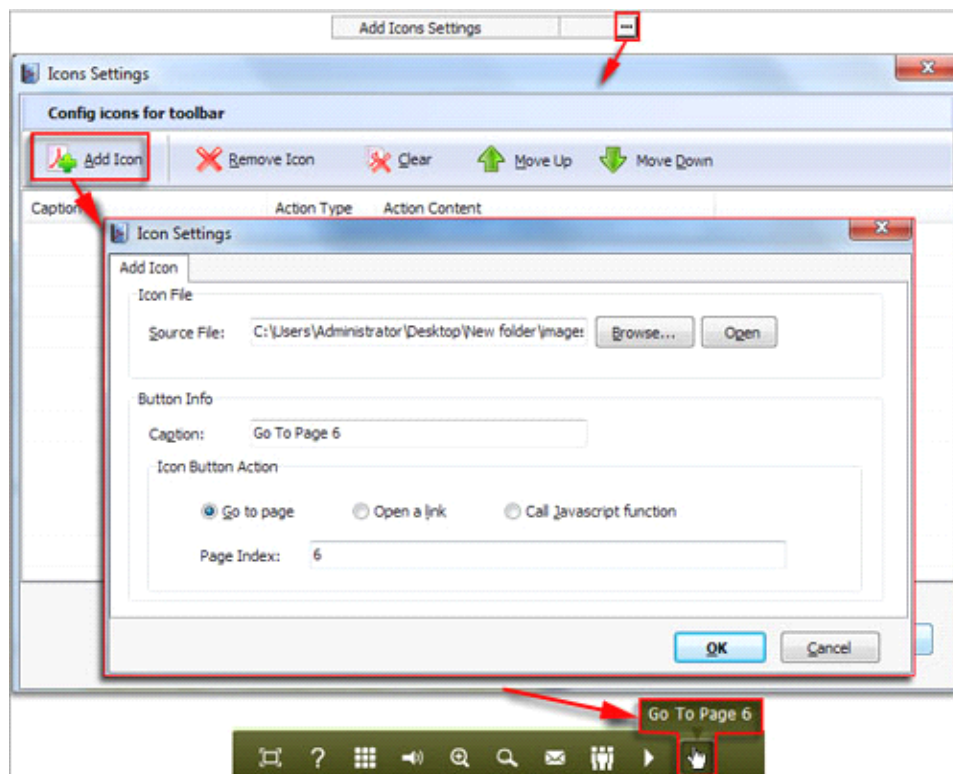 Add Icons Settings
Icons Settings
Config icons for toolbar
Add Icon Remove Icon Clear Move Up Move Down
Caption Action Type Action Content
Icon Settings
Add Icon
Icon File
Source File: C:\Users\Administrator\Desktop\New folder\images Browse... Open
Button Info
Caption: Go To Page 6
Icon Button Action
Go to page Open a link Call Javascript function
Page Index: 6
OK Cancel
Go To Page 6